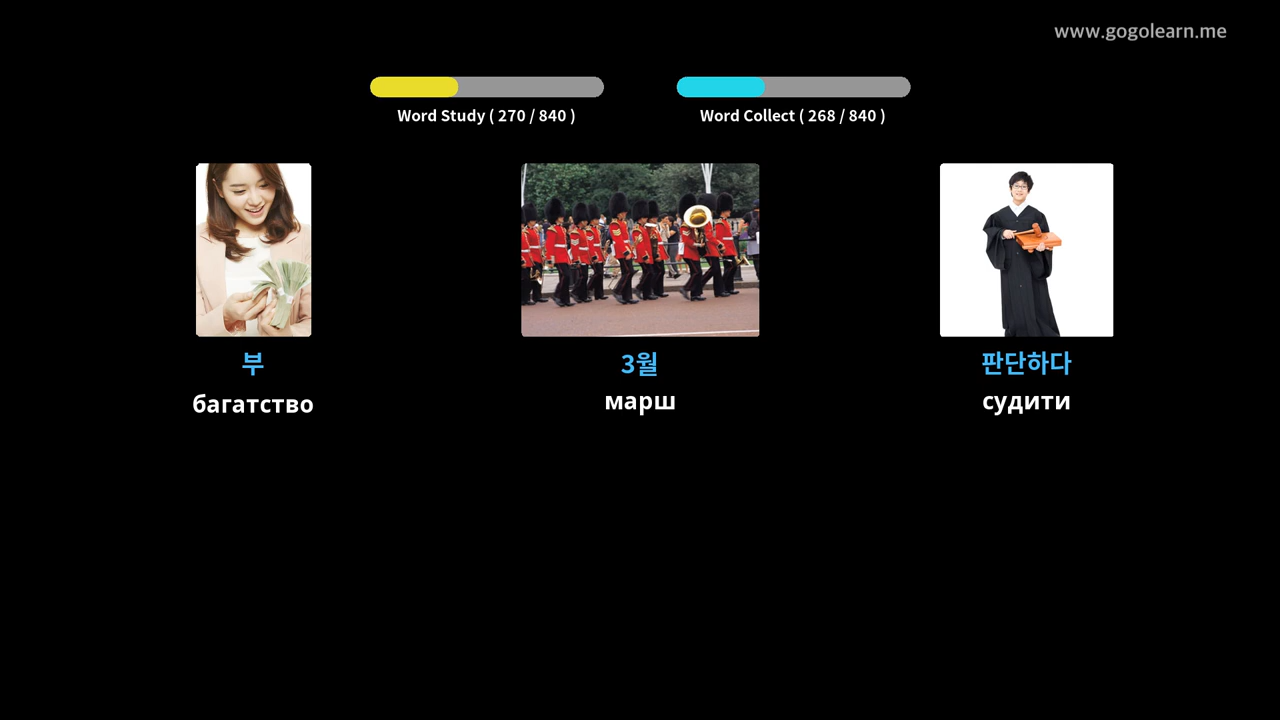 www.gogolearn.me
Word Study ( 270 / 840 )
Word Collect ( 268 / 840 )
부
багатство
3월
марш
판단하다
судити